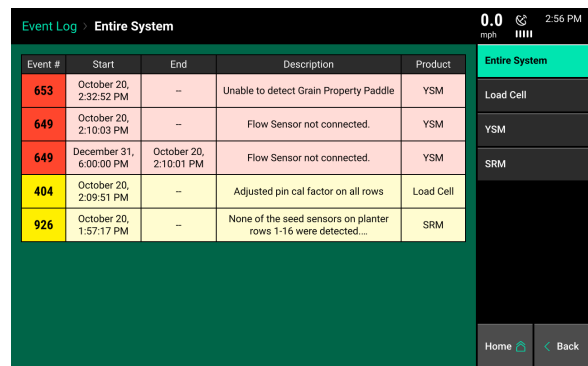 Event Log > Entire System
0.0
mph
2:56 PM
Event # Start End Description Product
653 October 20, 2:32:52 PM -- Unable to detect Grain Property Paddle YSM
649 October 20, 2:10:03 PM -- Flow Sensor not connected. YSM
649 December 31, 6:00:00 PM October 20, 2:10:01 PM Flow Sensor not connected. YSM
404 October 20, 2:09:51 PM -- Adjusted pin cal factor on all rows Load Cell
926 October 20, 1:57:17 PM -- None of the seed sensors on planter rows 1-16 were detected.... SRM
Entire System
Load Cell
YSM
SRM
Home
< Back